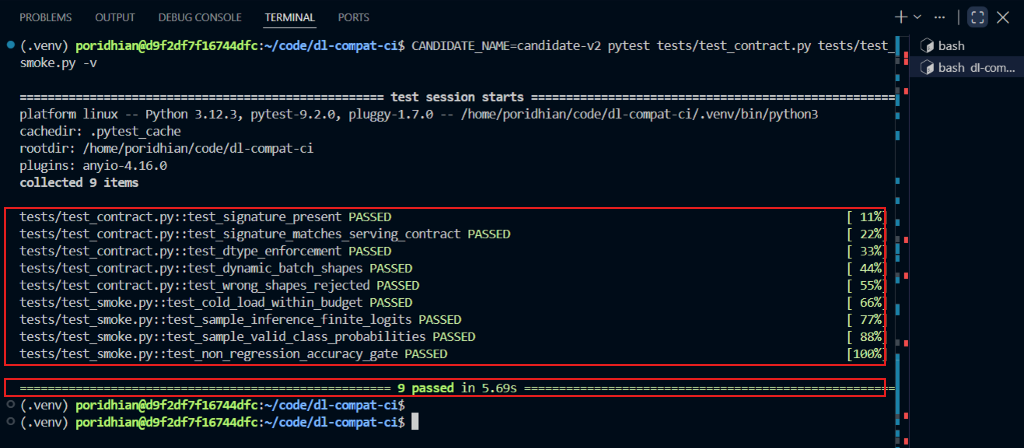 PROBLEMS OUTPUT DEBUG CONSOLE TERMINAL PORTS
(.venv) poridhian@d9f2df7f16744dfc:~/code/dl-compat-ci$ CANDIDATE_NAME=candidate-v2 pytest tests/test_contract.py tests/test_
smoke.py -v
bash
bash dl-com...
==================================================== test session starts ====================================================
platform linux -- Python 3.12.3, pytest-9.2.0, pluggy-1.7.0 -- /home/poridhian/code/dl-compat-ci/.venv/bin/python3
cachedir: .pytest_cache
rootdir: /home/poridhian/code/dl-compat-ci
plugins: anyio-4.16.0
collected 9 items
tests/test_contract.py::test_signature_present PASSED [ 11%]
tests/test_contract.py::test_signature_matches_serving_contract PASSED [ 22%]
tests/test_contract.py::test_dtype_enforcement PASSED [ 33%]
tests/test_contract.py::test_dynamic_batch_shapes PASSED [ 44%]
tests/test_contract.py::test_wrong_shapes_rejected PASSED [ 55%]
tests/test_smoke.py::test_cold_load_within_budget PASSED [ 66%]
tests/test_smoke.py::test_sample_inference_finite_logits PASSED [ 77%]
tests/test_smoke.py::test_sample_valid_class_probabilities PASSED [ 88%]
tests/test_smoke.py::test_non_regression_accuracy_gate PASSED [100%]
===================================================== 9 passed in 5.69s =====================================================
(.venv) poridhian@d9f2df7f16744dfc:~/code/dl-compat-ci$
(.venv) poridhian@d9f2df7f16744dfc:~/code/dl-compat-ci$